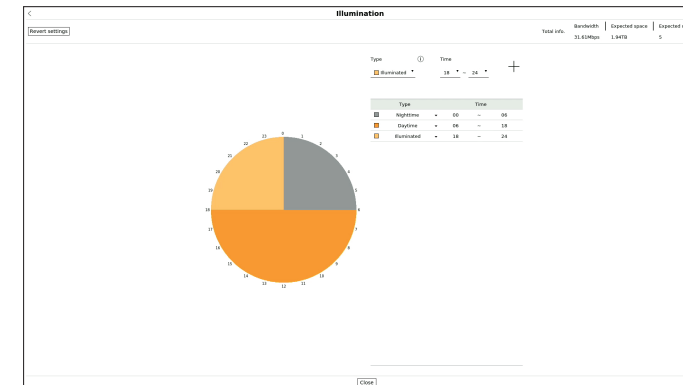 <
Illumination
Revert settings
Total info.
Bandwidth Expected space Expected
31.61Mbps 1.94TB 5
Type ⓘ Time
Illuminated 18 ~ 24 +
Type Time
Nighttime 00 ~ 06
Daytime 06 ~ 18
Illuminated 18 ~ 24
0
1
2
3
4
5
6
7
8
9
10
11
12
13
14
15
16
17
18
19
20
21
22
23
Close